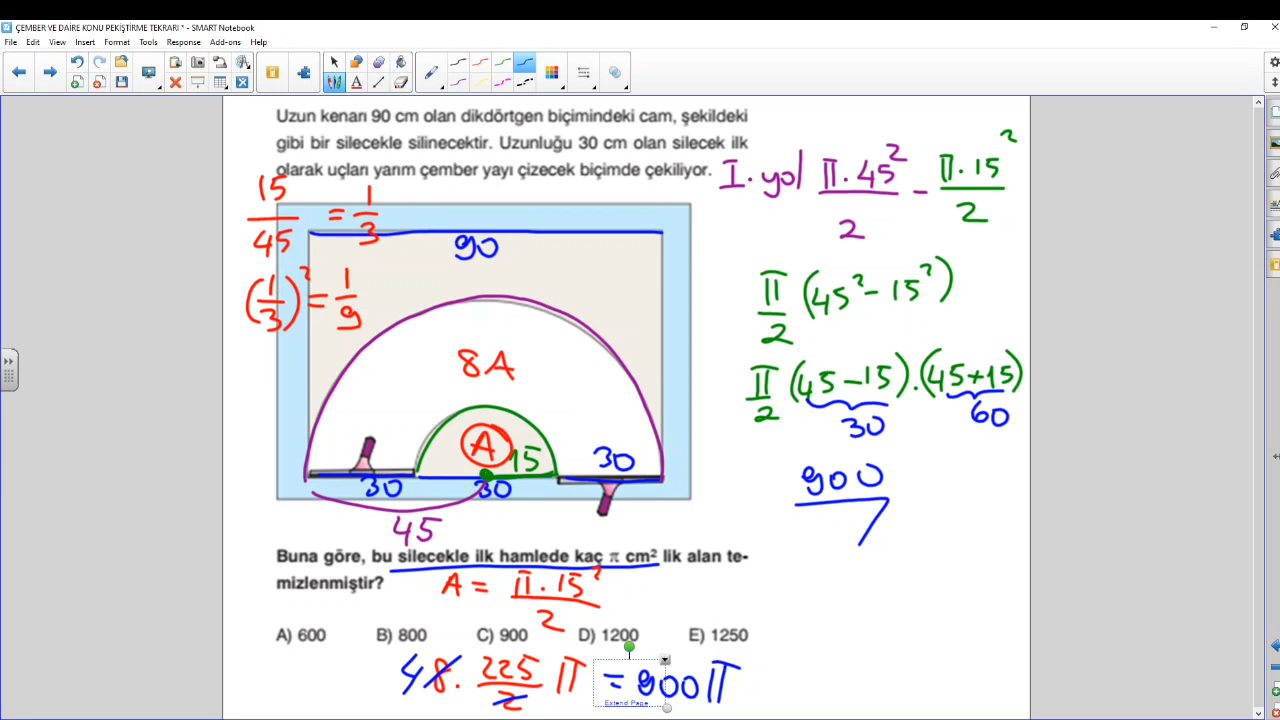 ÇEMBER VE DAİRE KONU PEKİŞTİRME TEKRARI * - SMART Notebook
File Edit View Insert Format Tools Response Add-ons Help
Uzun kenarı 90 cm olan dikdörtgen biçimindeki cam, şekildeki
gibi bir silecekle silinecektir. Uzunluğu 30 cm olan silecek ilk
olarak uçları yarım çember yayı çizecek biçimde çekiliyor.
I. yol π.45²/2 - π.15²/2
15/45 = 1/3
90
(1/3)² = 1/9
π/2 (45² - 15²)
8A
π/2 (45-15).(45+15)
30 60
A 15 30
30 30
900
45
Buna göre, bu silecekle ilk hamlede kaç π cm² lik alan te-
mizlenmiştir?
A = π.15²/2
A) 600 B) 800 C) 900 D) 1200 E) 1250
4 8. 225/2 π = 900π
Extend Page